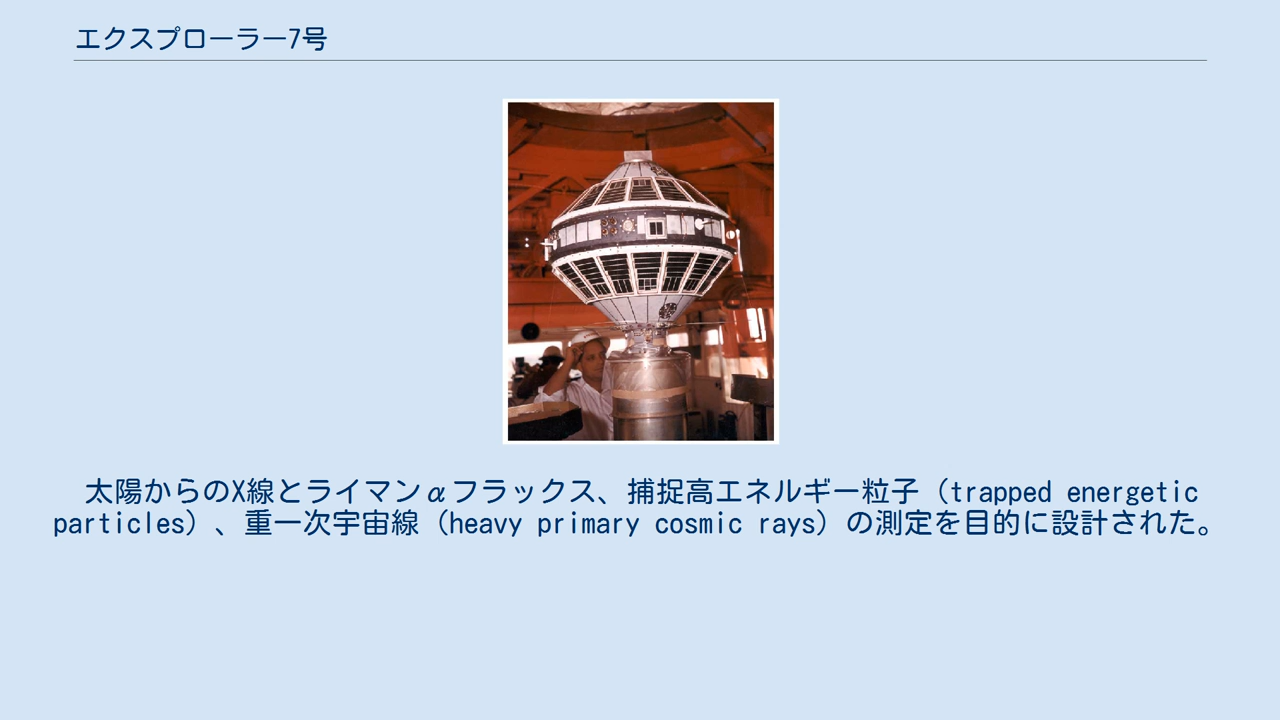 エクスプローラー7号
太陽からのX線とライマンαフラックス、捕捉高エネルギー粒子（trapped energetic
particles）、重一次宇宙線（heavy primary cosmic rays）の測定を目的に設計された。